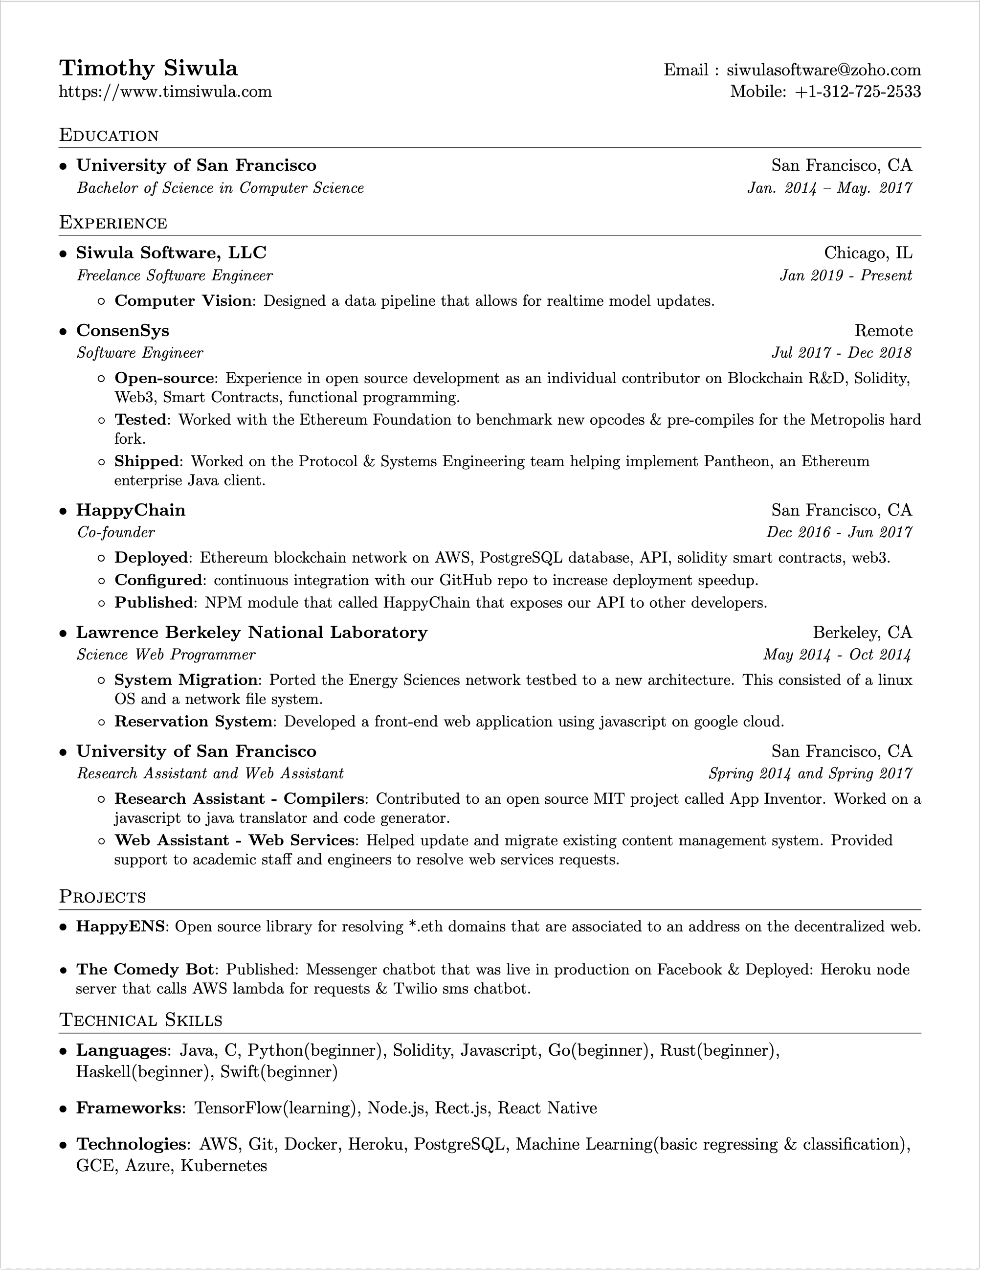 Timothy Siwula
Email : siwulasoftware@zoho.com
https://www.timsiwula.com
Mobile: +1-312-725-2533
Education
• University of San Francisco
San Francisco, CA
Bachelor of Science in Computer Science
Jan. 2014 – May. 2017
Experience
• Siwula Software, LLC
Chicago, IL
Freelance Software Engineer
Jan 2019 - Present
◦ Computer Vision: Designed a data pipeline that allows for realtime model updates.
• ConsenSys
Remote
Software Engineer
Jul 2017 - Dec 2018
◦ Open-source: Experience in open source development as an individual contributor on Blockchain R&D, Solidity,
Web3, Smart Contracts, functional programming.
◦ Tested: Worked with the Ethereum Foundation to benchmark new opcodes & pre-compiles for the Metropolis hard
fork.
◦ Shipped: Worked on the Protocol & Systems Engineering team helping implement Pantheon, an Ethereum
enterprise Java client.
• HappyChain
San Francisco, CA
Co-founder
Dec 2016 - Jun 2017
◦ Deployed: Ethereum blockchain network on AWS, PostgreSQL database, API, solidity smart contracts, web3.
◦ Configured: continuous integration with our GitHub repo to increase deployment speedup.
◦ Published: NPM module that called HappyChain that exposes our API to other developers.
• Lawrence Berkeley National Laboratory
Berkeley, CA
Science Web Programmer
May 2014 - Oct 2014
◦ System Migration: Ported the Energy Sciences network testbed to a new architecture. This consisted of a linux
OS and a network file system.
◦ Reservation System: Developed a front-end web application using javascript on google cloud.
• University of San Francisco
San Francisco, CA
Research Assistant and Web Assistant
Spring 2014 and Spring 2017
◦ Research Assistant - Compilers: Contributed to an open source MIT project called App Inventor. Worked on a
javascript to java translator and code generator.
◦ Web Assistant - Web Services: Helped update and migrate existing content management system. Provided
support to academic staff and engineers to resolve web services requests.
Projects
• HappyENS: Open source library for resolving *.eth domains that are associated to an address on the decentralized web.
• The Comedy Bot: Published: Messenger chatbot that was live in production on Facebook & Deployed: Heroku node
server that calls AWS lambda for requests & Twilio sms chatbot.
Technical Skills
• Languages: Java, C, Python(beginner), Solidity, Javascript, Go(beginner), Rust(beginner),
Haskell(beginner), Swift(beginner)
• Frameworks: TensorFlow(learning), Node.js, Rect.js, React Native
• Technologies: AWS, Git, Docker, Heroku, PostgreSQL, Machine Learning(basic regressing & classification),
GCE, Azure, Kubernetes